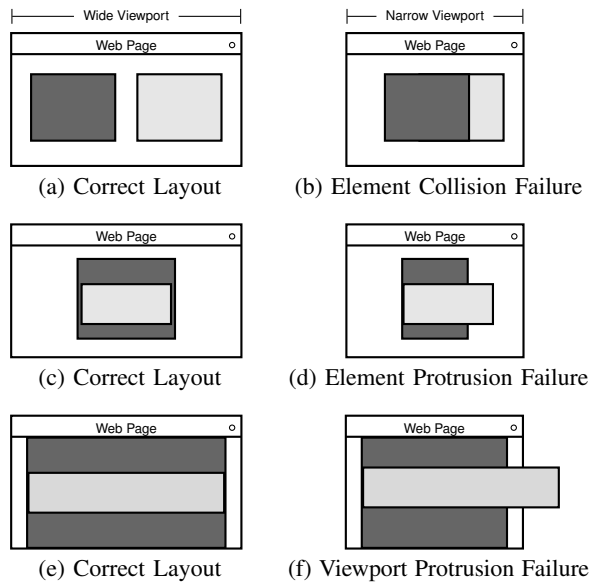 Wide Viewport
Narrow Viewport
Web Page
Web Page
(a) Correct Layout
(b) Element Collision Failure
Web Page
Web Page
(c) Correct Layout
(d) Element Protrusion Failure
Web Page
Web Page
(e) Correct Layout
(f) Viewport Protrusion Failure